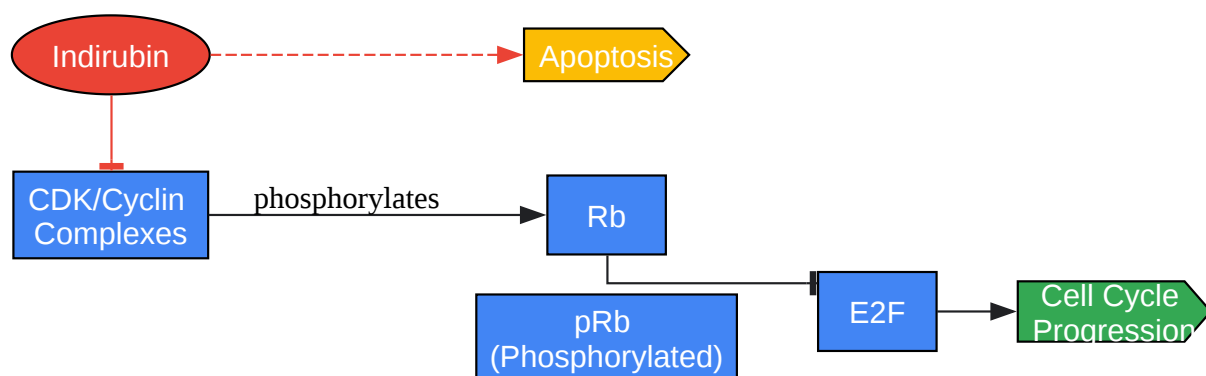 Indirubin
Apoptosis
CDK/Cyclin
Complexes
phosphorylates
Rb
pRb
(Phosphorylated)
E2F
Cell Cycle
Progression